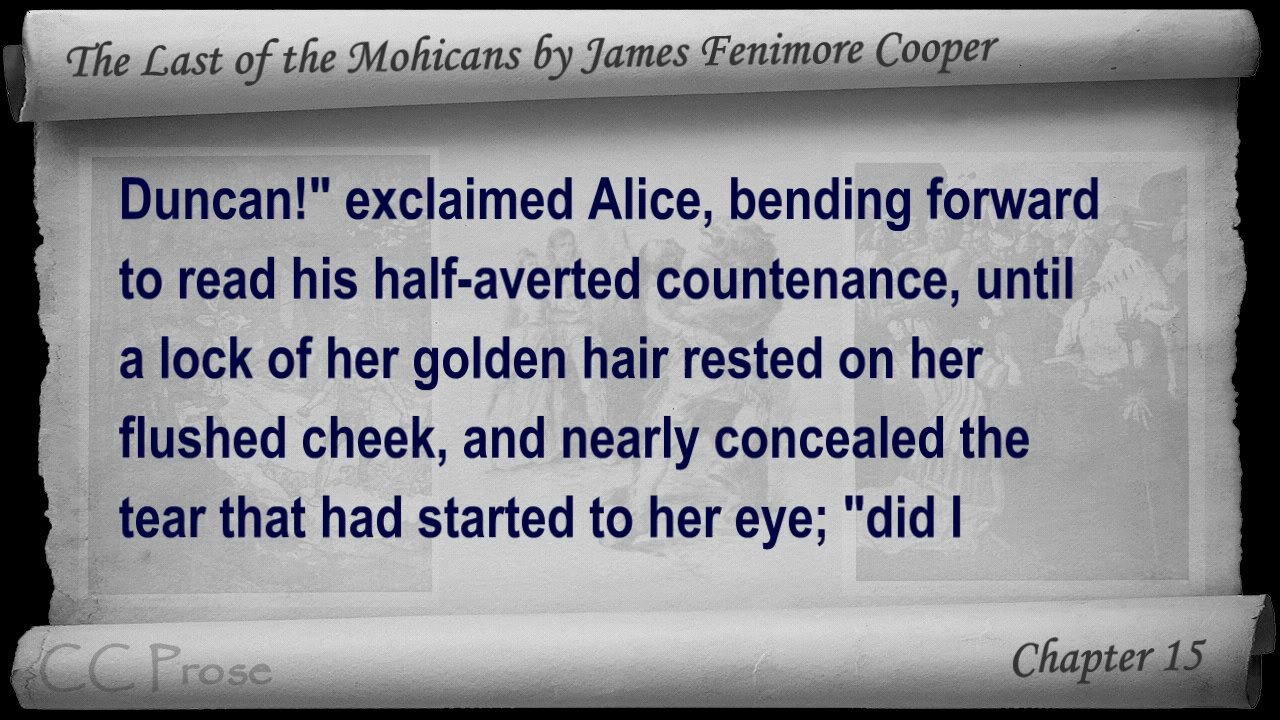 The Last of the Mohicans by James Fenimore Cooper
Duncan!" exclaimed Alice, bending forward
to read his half-averted countenance, until
a lock of her golden hair rested on her
flushed cheek, and nearly concealed the
tear that had started to her eye; "did I
CC Prose
Chapter 15